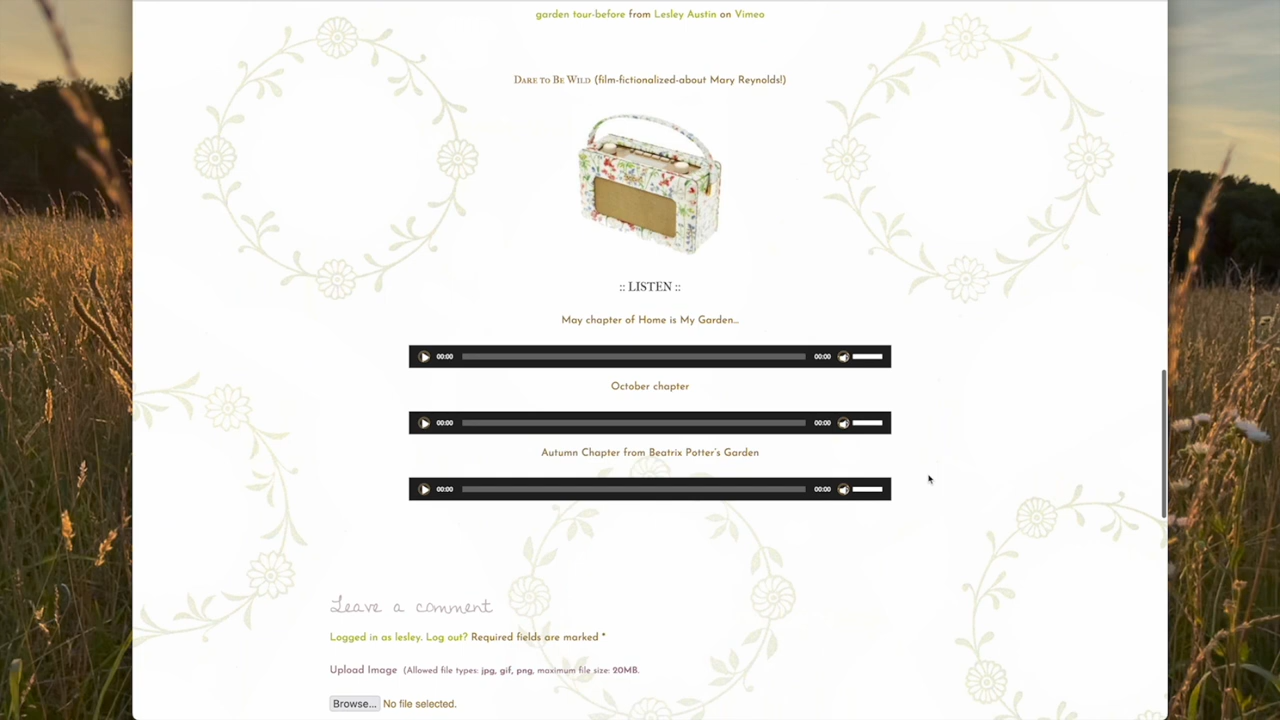 garden tour-before from Lesley Austin on Vimeo
Dare to Be Wild (film-fictionalized-about Mary Reynolds!)
:: LISTEN ::
May chapter of Home is My Garden...
00:00 00:00
October chapter
00:00 00:00
Autumn Chapter from Beatrix Potter's Garden
00:00 00:00
Leave a comment
Logged in as lesley. Log out? Required fields are marked *
Upload Image (Allowed file types: jpg, gif, png, maximum file size: 20MB.
Browse... No file selected.